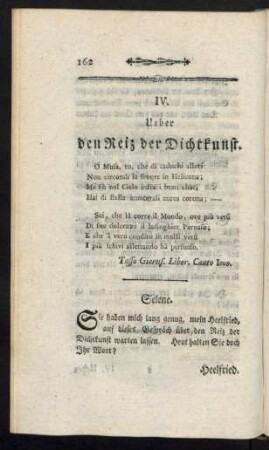 162
IV.
Ueber
den Reiz der Dichtkunst.
O Musa, tu, che di caduchi allori
Non circondi la fronte in Helicona;
Ma sù nel Cielo infra i beati chori,
Hai di stelle immortali aurea corona; —
Sai, che là corre il Mondo, ove più versi
Di sue dolcezze il lusinghier Parnaso;
E che 'l vero condito in molli versi
I più schivi allettando hà persuaso.
Tasso Gierus. Liber. Canto
Selene.
Sie haben mich lang genug, mein Heelfried,
auf dieses Gespräch über den Reiz der
Dichtkunst warten lassen. Heut halten Sie doch
Ihr Wort?
Heelfried.